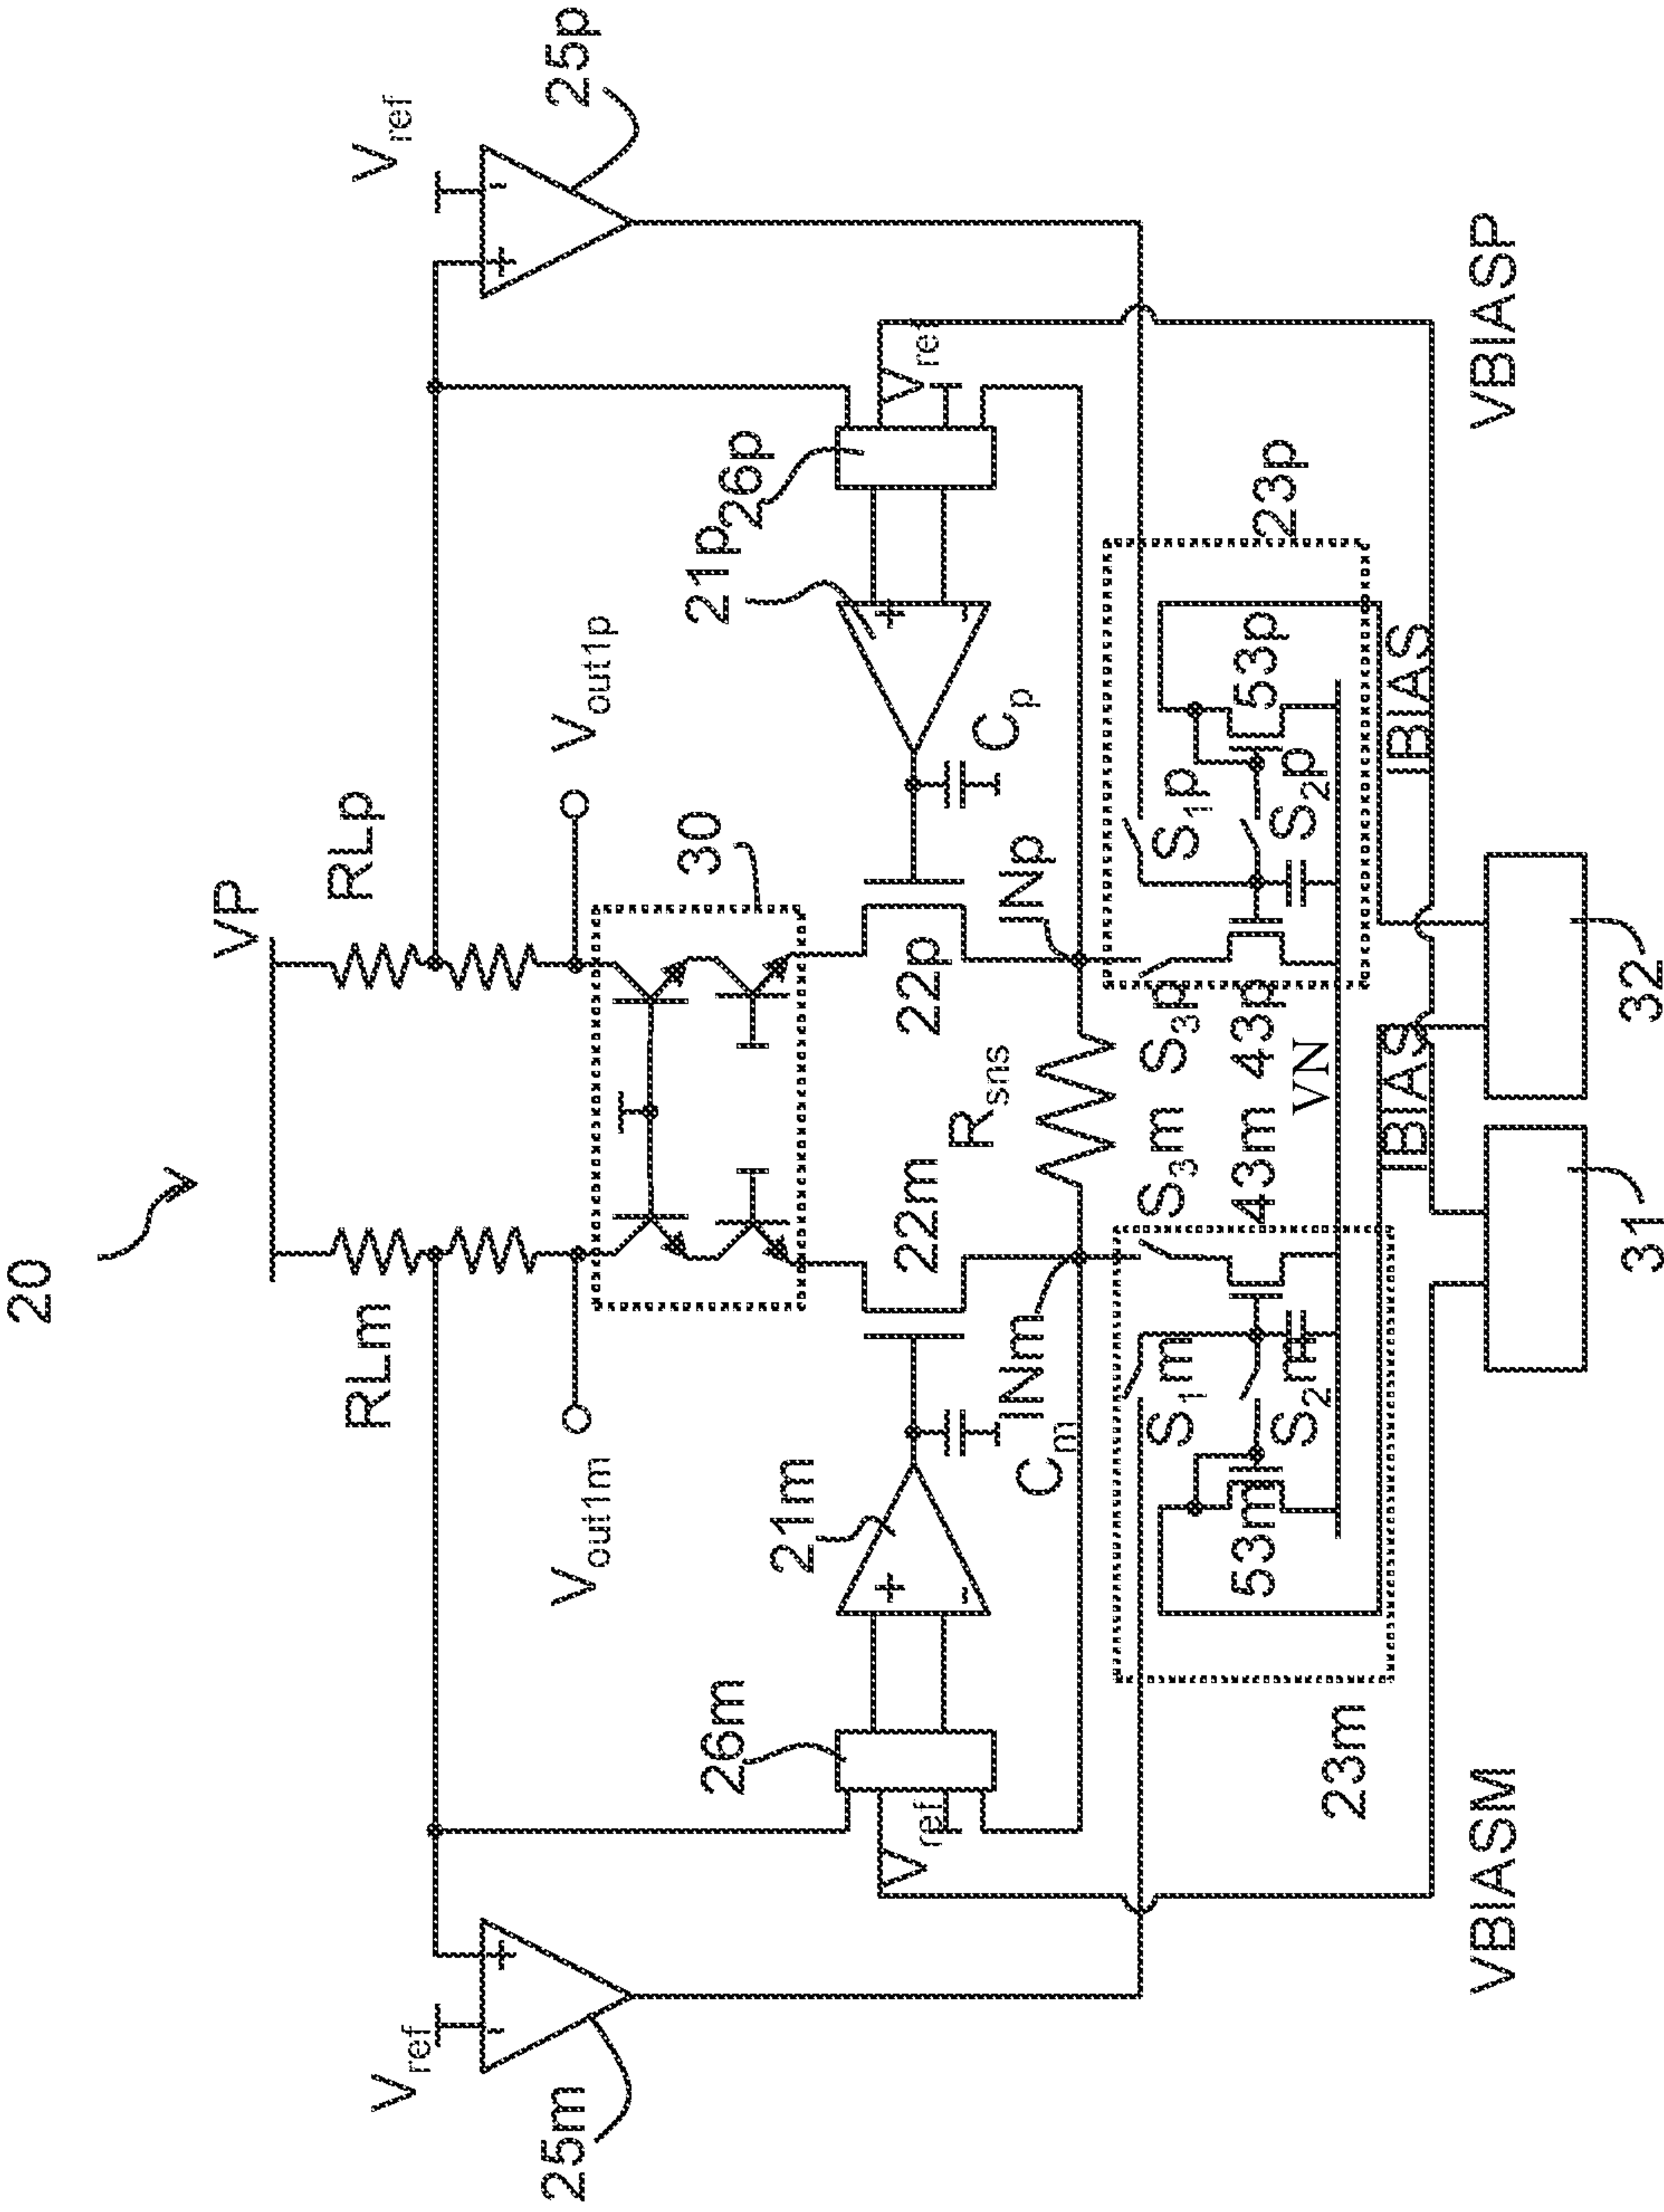 20
VP
RLm
RLp
Vref
Vref
25m
25p
Vout1m
Vout1p
30
26m
21m
22m
22p
21p
26p
Vref
Vref
Cm
INm
Rsns
INp
Cp
S1m
S3m
S3p
S1p
53m
43m
43p
53p
S2m
S2p
VN
23m
23p
IBIAS
IBIAS
VBIASM
VBIASP
31
32